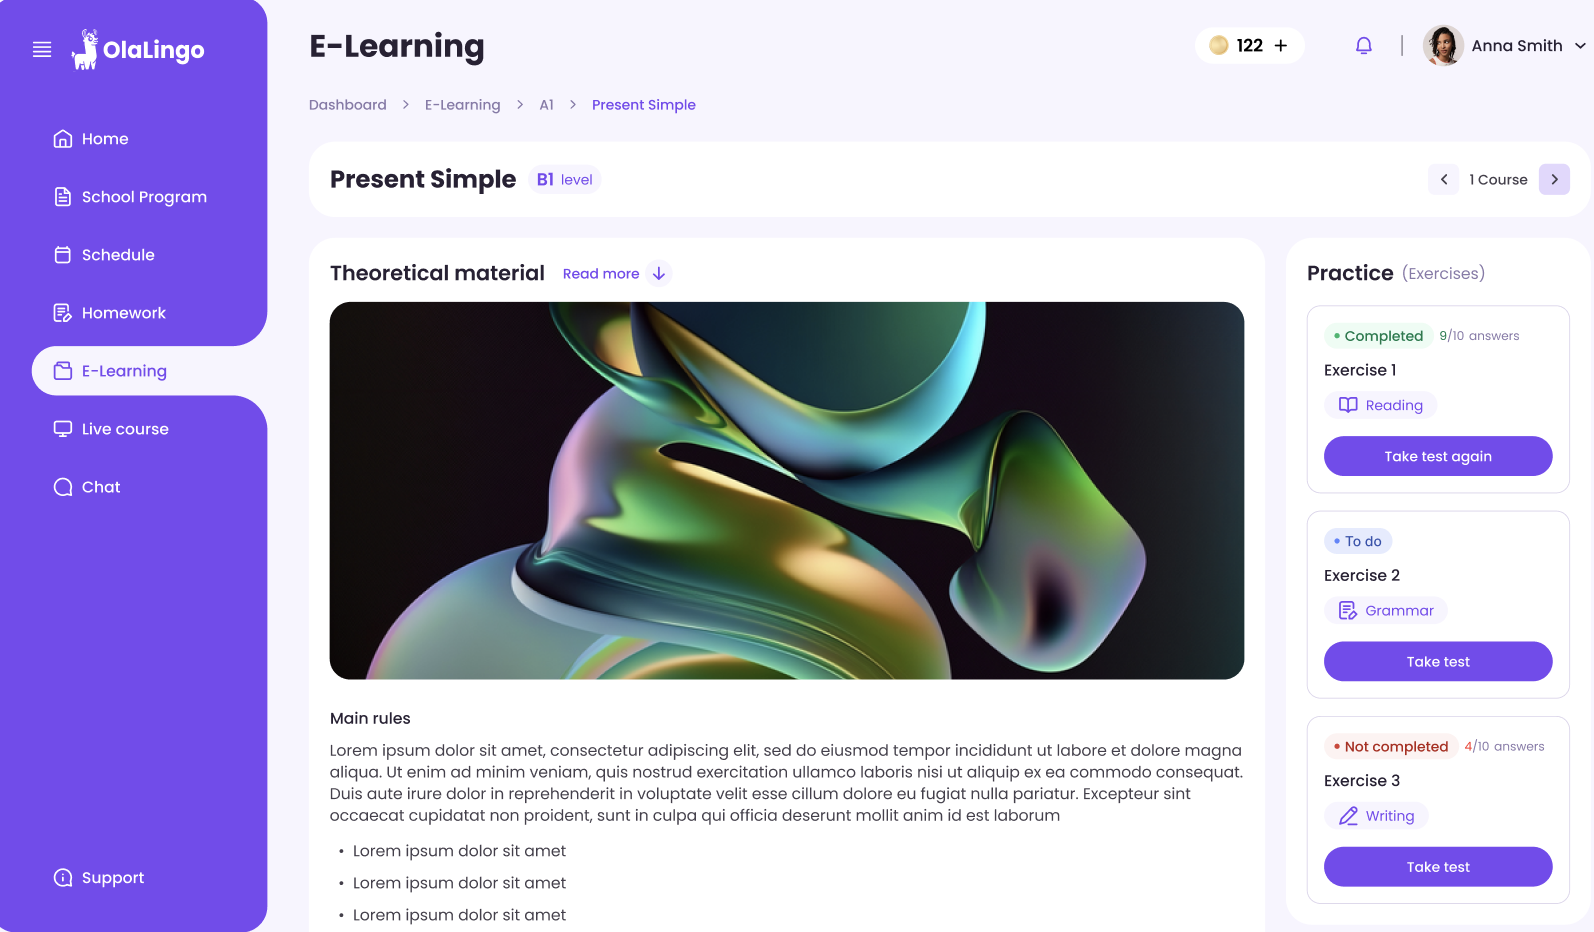 OlaLingo
Home
School Program
Schedule
Homework
E-Learning
Live course
Chat
Support
E-Learning
122 +
Anna Smith
Dashboard > E-Learning > A1 > Present Simple
Present Simple B1 level
1 Course
Theoretical material Read more
Main rules
Lorem ipsum dolor sit amet, consectetur adipiscing elit, sed do eiusmod tempor incididunt ut labore et dolore magna
aliqua. Ut enim ad minim veniam, quis nostrud exercitation ullamco laboris nisi ut aliquip ex ea commodo consequat.
Duis aute irure dolor in reprehenderit in voluptate velit esse cillum dolore eu fugiat nulla pariatur. Excepteur sint
occaecat cupidatat non proident, sunt in culpa qui officia deserunt mollit anim id est laborum
• Lorem ipsum dolor sit amet
• Lorem ipsum dolor sit amet
• Lorem ipsum dolor sit amet
Practice (Exercises)
• Completed 9/10 answers
Exercise 1
Reading
Take test again
• To do
Exercise 2
Grammar
Take test
• Not completed 4/10 answers
Exercise 3
Writing
Take test